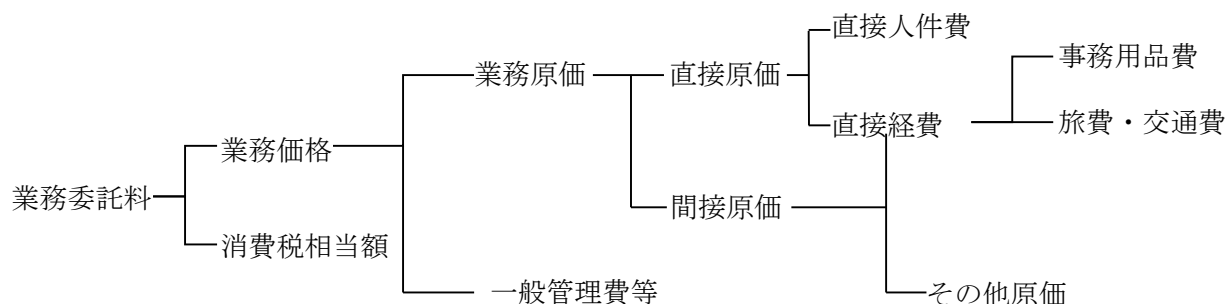 直接人件費
事務用品費
業務原価
直接原価
直接経費
旅費・交通費
業務価格
業務委託料
間接原価
消費税相当額
一般管理費等
その他原価